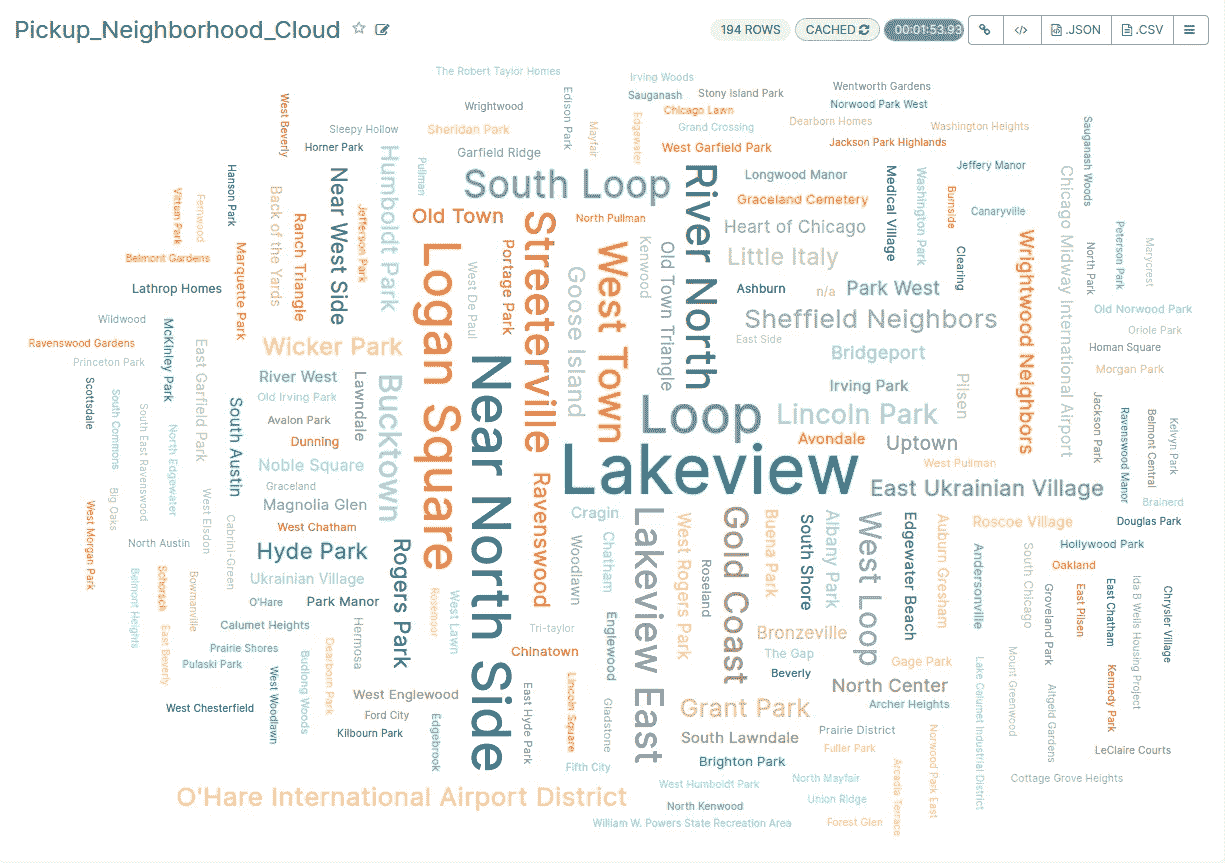 Pickup_Neighborhood_Cloud
194 ROWS
CACHED
00:01:53.93
</>
.JSON
.CSV
The Robert Taylor Homes
Irving Woods
Sauganash
Stony Island Park
Wentworth Gardens
West Beverly
Wrightwood
Edison Park
Chicago Lawn
Norwood Park West
Sleepy Hollow
Sheridan Park
Mayfair
Edgewater
Grand Crossing
Dearborn Homes
Washington Heights
Sauganash Woods
Horner Park
Garfield Ridge
West Garfield Park
Jackson Park Highlands
Humboldt Park
Pullman
Hanson Park
Near West Side
South Loop
River North
Longwood Manor
Medical Village
Washington Park
Jeffery Manor
Chicago Midway International Airport
Vittum Park
Fernwood
Back of the Yards
Ranch Triangle
Jefferson Park
Old Town
Streeterville
North Pullman
Graceland Cemetery
Burnside
Canaryville
Heart of Chicago
Peterson Park
Marycrest
Belmont Gardens
Marquette Park
Logan Square
Portage Park
West De Paul
Goose Island
West Town
Kenwood
Old Town Triangle
Little Italy
Clearing
Wrightwood Neighbors
North Park
Lathrop Homes
Ashburn
n/a
Park West
Old Norwood Park
Wildwood
McKinley Park
Sheffield Neighbors
Oriole Park
Ravenswood Gardens
East Garfield Park
Wicker Park
East Side
Homan Square
Princeton Park
Bridgeport
Morgan Park
Scottsdale
South Commons
South East Ravenswood
North Edgewater
River West
Lawndale
Bucktown
Near North Side
Irving Park
Pilsen
Old Irving Park
South Austin
Avalon Park
Loop
Lincoln Park
Jackson Park
Ravenswood Manor
Belmont Central
Kelvyn Park
Dunning
Avondale
Uptown
Noble Square
Lakeview
West Pullman
Graceland
Ravenswood
East Ukrainian Village
Big Oaks
West Elsdon
Magnolia Glen
Brainerd
West Morgan Park
Cabrini-Green
West Chatham
Cragin
Lakeview East
West Rogers Park
Gold Coast
Buena Park
South Shore
Albany Park
West Loop
Edgewater Beach
Auburn Gresham
Roseville Village
Douglas Park
North Austin
Hyde Park
Rogers Park
Woodlawn
Chatham
Andersonville
South Chicago
Hollywood Park
Belmont Heights
Schorsch
Bowmanville
Ukrainian Village
Roseland
Oakland
O'Hare
Park Manor
Rosemoor
West Lawn
Groveland Park
East Pilsen
East Chatham
Ida B Wells Housing Project
Chrysler Village
East Beverly
Calumet Heights
Hermosa
Tri-taylor
Englewood
Bronzeville
Prairie Shores
Dearborn Park
Chinatown
The Gap
Gage Park
Lake Calumet Industrial District
Mount Greenwood
Pulaski Park
Budlong Woods
West Woodlawn
Lincoln Square
Beverly
Kennedy Park
West Englewood
East Hyde Park
North Center
Altgeld Gardens
West Chesterfield
Ford City
Edgebrook
Gladstone
Grant Park
Archer Heights
Kilbourn Park
South Lawndale
Prairie District
Norwood Park East
Fuller Park
LeClaire Courts
Fifth City
Brighton Park
Arcadia Terrace
North Mayfair
Cottage Grove Heights
West Humboldt Park
O'Hare International Airport District
North Kenwood
Union Ridge
William W. Powers State Recreation Area
Forest Glen